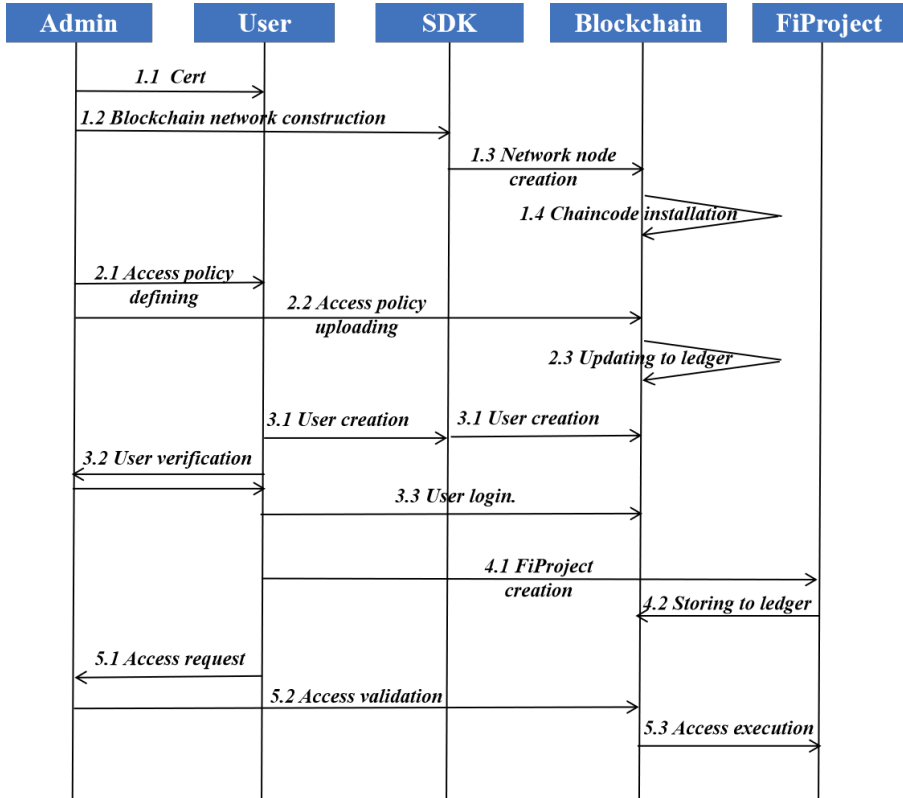 Admin
User
SDK
Blockchain
FiProject
1.1 Cert
1.2 Blockchain network construction
1.3 Network node
creation
1.4 Chaincode installation
2.1 Access policy
defining
2.2 Access policy
uploading
2.3 Updating to ledger
3.1 User creation
3.1 User creation
3.2 User verification
3.3 User login.
4.1 FiProject
creation
4.2 Storing to ledger
5.1 Access request
5.2 Access validation
5.3 Access execution